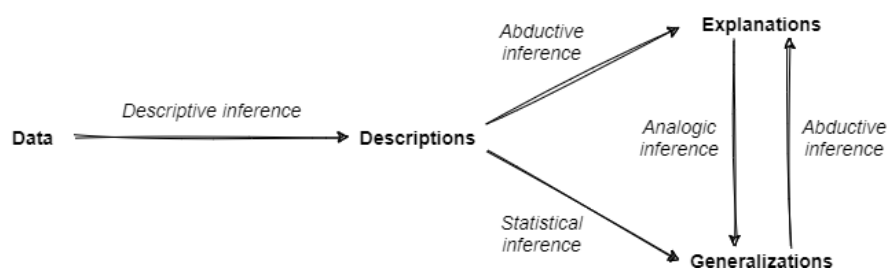 Explanations
Abductive
inference
Descriptive inference
Data
Descriptions
Analogic
inference
Abductive
inference
Statistical
inference
Generalizations